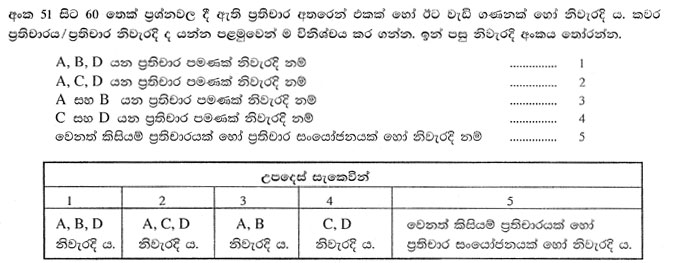 අංක 51 සිට 60 තෙක් ප්‍රශ්නවල දී ඇති ප්‍රතිචාර අතරෙන් එකක් හෝ ඊට වැඩි ගණනක් හෝ නිවැරදි ය. කවර
ප්‍රතිචාරය/ප්‍රතිචාර නිවැරදි ද යන්න පළමුවෙන් ම විනිශ්චය කර ගන්න. ඉන් පසු නිවැරදි අංකය තෝරන්න.
A, B, D යන ප්‍රතිචාර පමණක් නිවැරදි නම් ............... 1
A, C, D යන ප්‍රතිචාර පමණක් නිවැරදි නම් ............... 2
A සහ B යන ප්‍රතිචාර පමණක් නිවැරදි නම් ............... 3
C සහ D යන ප්‍රතිචාර පමණක් නිවැරදි නම් ............... 4
වෙනත් කිසියම් ප්‍රතිචාරයක් හෝ ප්‍රතිචාර සංයෝජනයක් හෝ නිවැරදි නම් ............... 5
උපදෙස් සැකෙවින්
1 2 3 4 5
A, B, D A, C, D A, B C, D වෙනත් කිසියම් ප්‍රතිචාරයක් හෝ
නිවැරදි ය. නිවැරදි ය. නිවැරදි ය. නිවැරදි ය. ප්‍රතිචාර සංයෝජනයක් හෝ නිවැරදි ය.